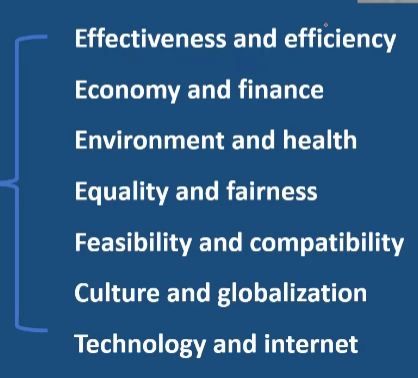 Effectiveness and efficiency
Economy and finance
Environment and health
Equality and fairness
Feasibility and compatibility
Culture and globalization
Technology and internet